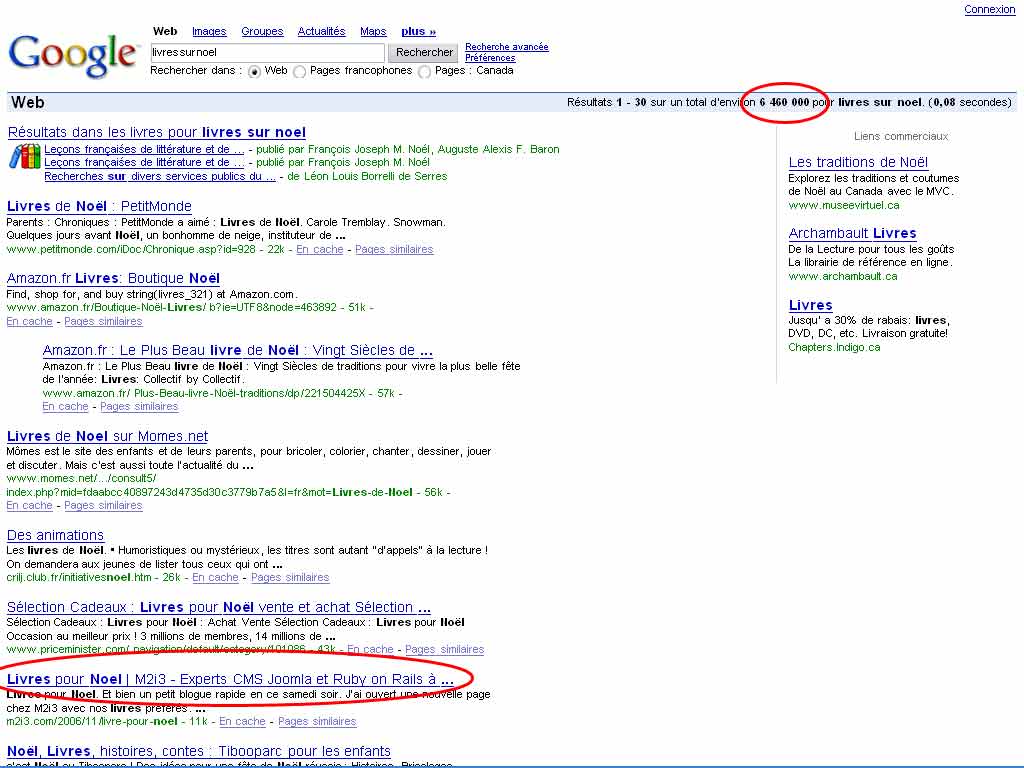 Connexion
Google
Web Images Groupes Actualités Maps plus »
livres sur noel Rechercher Recherche avancée
Préférences
Rechercher dans : Web Pages francophones Pages : Canada
Web Résultats 1 - 30 sur un total d'environ 6 460 000 pour livres sur noel. (0,08 secondes)
Résultats dans les livres pour livres sur noel
Leçons françaises de littérature et de ... - publié par François Joseph M. Noël, Auguste Alexis F. Baron
Leçons françaises de littérature et de ... - publié par François Joseph M. Noël
Recherches sur divers services publics du ... - de Léon Louis Borrelli de Serres
Livres de Noël : PetitMonde
Parents : Chroniques : PetitMonde a aimé : Livres de Noël. Carole Tremblay. Snowman.
Quelques jours avant Noël, un bonhomme de neige, instituteur de ...
www.petitmonde.com/iDoc/Chronique.asp?id=928 - 22k - En cache - Pages similaires
Amazon.fr Livres: Boutique Noël
Find, shop for, and buy string(livres_321) at Amazon.com.
www.amazon.fr/Boutique-Noël-Livres/ b?ie=UTF8&node=463892 - 51k -
En cache - Pages similaires
Amazon.fr : Le Plus Beau livre de Noël : Vingt Siècles de ...
Amazon.fr : Le Plus Beau livre de Noël : Vingt Siècles de traditions pour vivre la plus belle fête
de l'année: Livres: Collectif by Collectif.
www.amazon.fr/ Plus-Beau-livre-Noël-traditions/dp/221504425X - 57k -
En cache - Pages similaires
Livres de Noel sur Momes.net
Mômes est le site des enfants et de leurs parents, pour bricoler, colorier, chanter, dessiner, jouer
et discuter. Mais c'est aussi toute l'actualité du ...
www.momes.net/.../consult5/
index.php?mid=fdaabcc40897243d4735d30c3779b7a5&l=fr&mot=Livres-de-Noel - 56k -
En cache - Pages similaires
Des animations
Les livres de Noël. • Humoristiques ou mystérieux, les titres sont autant "d'appels" à la lecture !
On demandera aux jeunes de lister tous ceux qui ont ...
crilj.club.fr/initiativesnoel.htm - 26k - En cache - Pages similaires
Sélection Cadeaux : Livres pour Noël vente et achat Sélection ...
Sélection Cadeaux : Livres pour Noël : Achat Vente Sélection Cadeaux : Livres pour Noël
Occasion au meilleur prix ! 3 millions de membres, 14 millions de ...
www.priceminister.com/ navigation/default/category/101086 - 43k - En cache - Pages similaires
Livres pour Noel | M2i3 - Experts CMS Joomla et Ruby on Rails à ...
Livres pour Noel. Et bien un petit blogue rapide en ce samedi soir. J'ai ouvert une nouvelle page
chez M2i3 avec nos livres préférés. ...
m2i3.com/2006/11/livre-pour-noel - 11k - En cache - Pages similaires
Noël, Livres, histoires, contes : Tibooparc pour les enfants
c'est Noël au Tibooparc ! Des idées pour une fête de Noël réussie : Histoires, Bricolages,
Liens commerciaux
Les traditions de Noël
Explorez les traditions et coutumes
de Noël au Canada avec le MVC.
www.museevirtuel.ca
Archambault Livres
De la Lecture pour tous les goûts
La librairie de référence en ligne.
www.archambault.ca
Livres
Jusqu' a 30% de rabais: livres,
DVD, DC, etc. Livraison gratuite!
Chapters.Indigo.ca